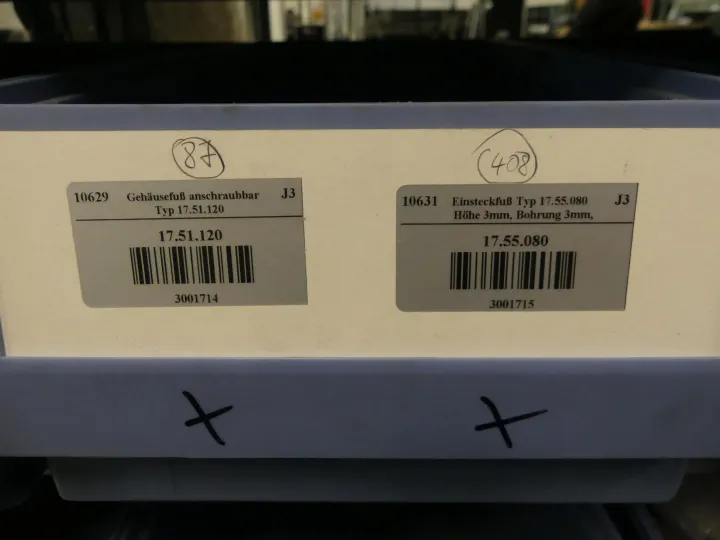 87
408
10629 Gehäusefuß anschraubbar J3
Typ 17.51.120
17.51.120
3001714
10631 Einsteckfuß Typ 17.55.080 J3
Höhe 3mm, Bohrung 3mm,
17.55.080
3001715
X X